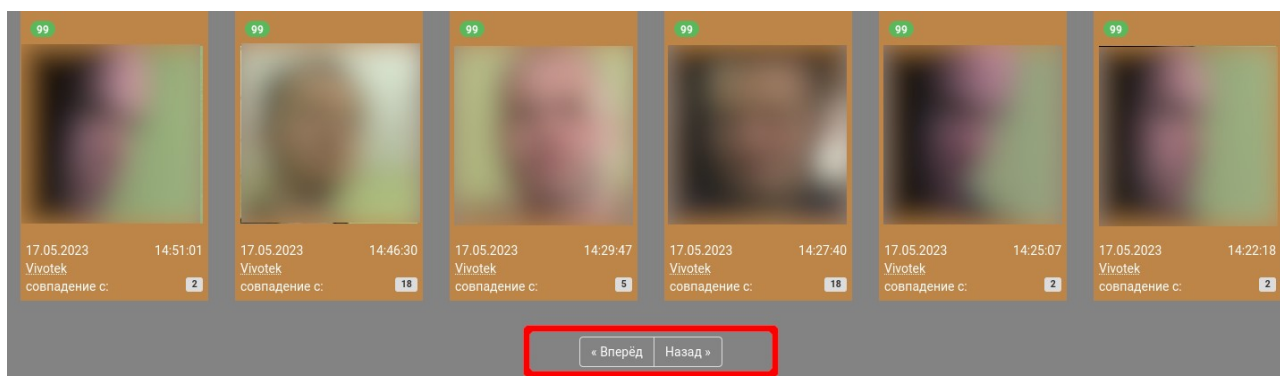 99 99 99 99 99 99
17.05.2023 14:51:01 17.05.2023 14:46:30 17.05.2023 14:29:47 17.05.2023 14:27:40 17.05.2023 14:25:07 17.05.2023 14:22:18
Vivotek Vivotek Vivotek Vivotek Vivotek Vivotek
совпадение с: 2 совпадение с: 18 совпадение с: 5 совпадение с: 18 совпадение с: 2 совпадение с: 2
« Вперёд Назад »